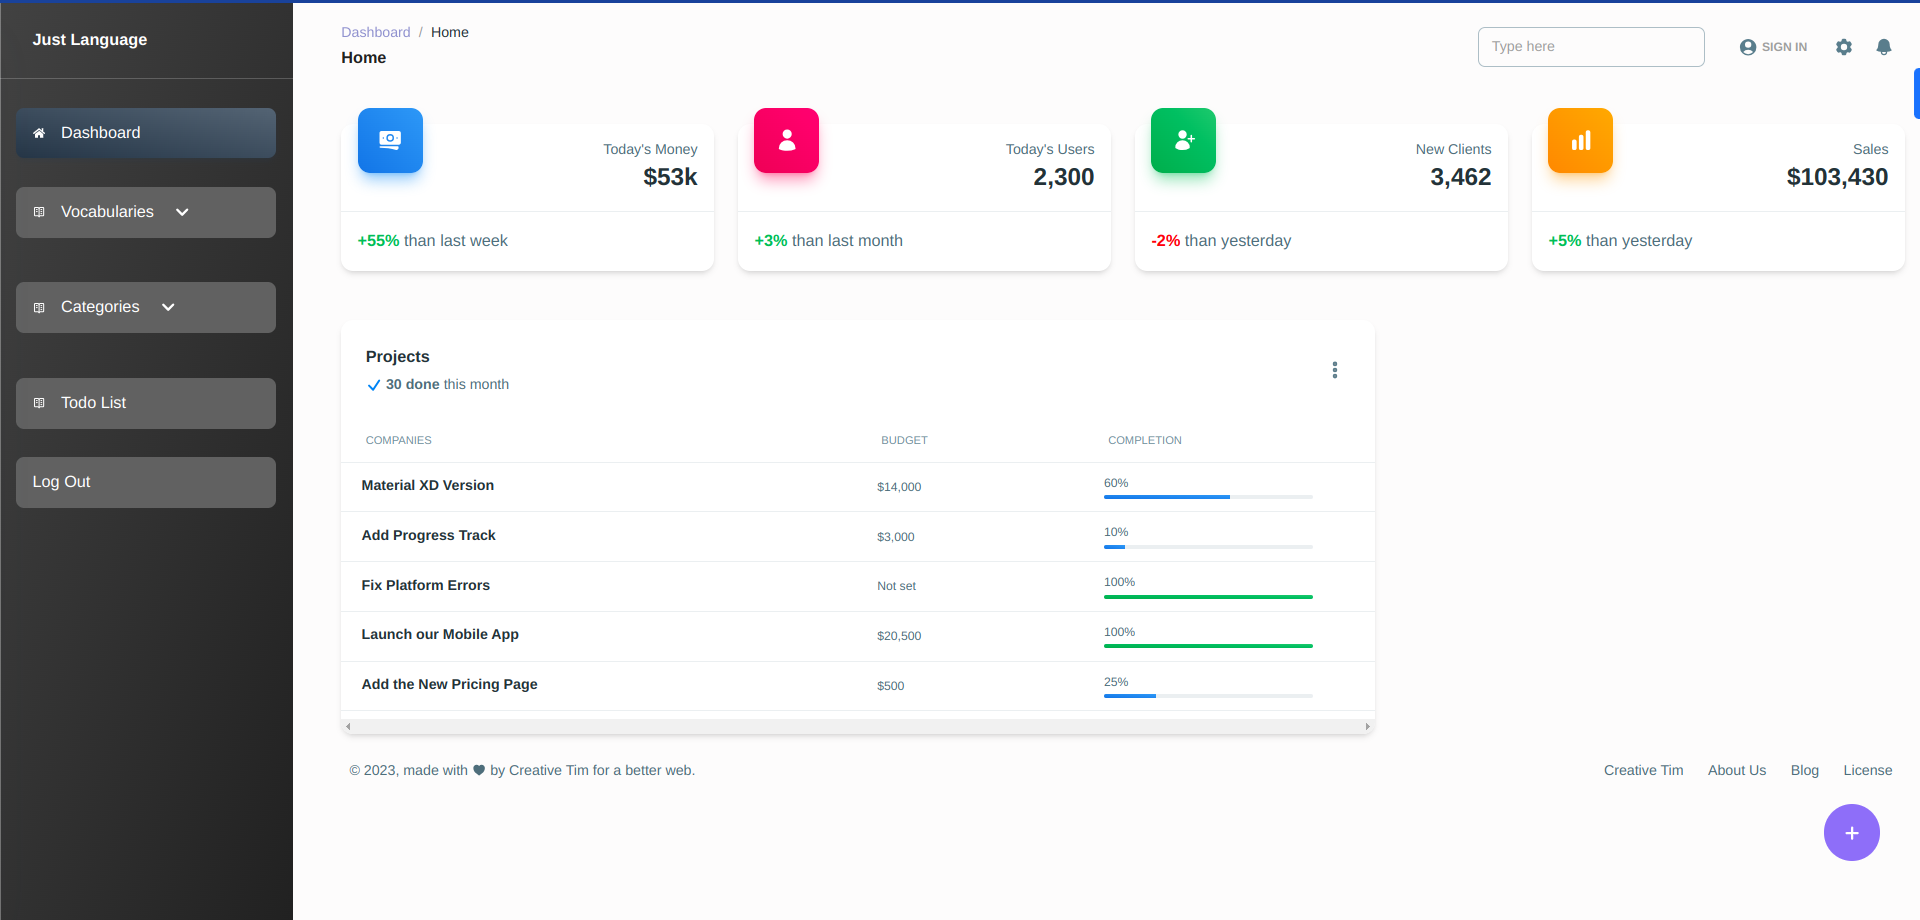 Just Language
Dashboard
Vocabularies
Categories
Todo List
Log Out
Dashboard / Home
Home
Type here
SIGN IN
Today's Money
$53k
+55% than last week
Today's Users
2,300
+3% than last month
New Clients
3,462
-2% than yesterday
Sales
$103,430
+5% than yesterday
Projects
30 done this month
COMPANIES BUDGET COMPLETION
Material XD Version $14,000 60%
Add Progress Track $3,000 10%
Fix Platform Errors Not set 100%
Launch our Mobile App $20,500 100%
Add the New Pricing Page $500 25%
© 2023, made with by Creative Tim for a better web.
Creative Tim About Us Blog License